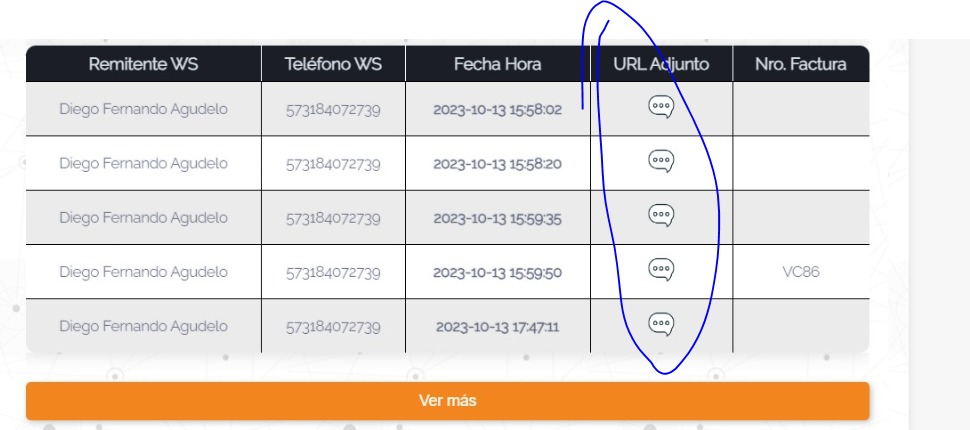 Remitente WS Teléfono WS Fecha Hora URL Adjunto Nro. Factura
Diego Fernando Agudelo 573184072739 2023-10-13 15:58:02
Diego Fernando Agudelo 573184072739 2023-10-13 15:58:20
Diego Fernando Agudelo 573184072739 2023-10-13 15:59:35
Diego Fernando Agudelo 573184072739 2023-10-13 15:59:50 VC86
Diego Fernando Agudelo 573184072739 2023-10-13 17:47:11
Ver más